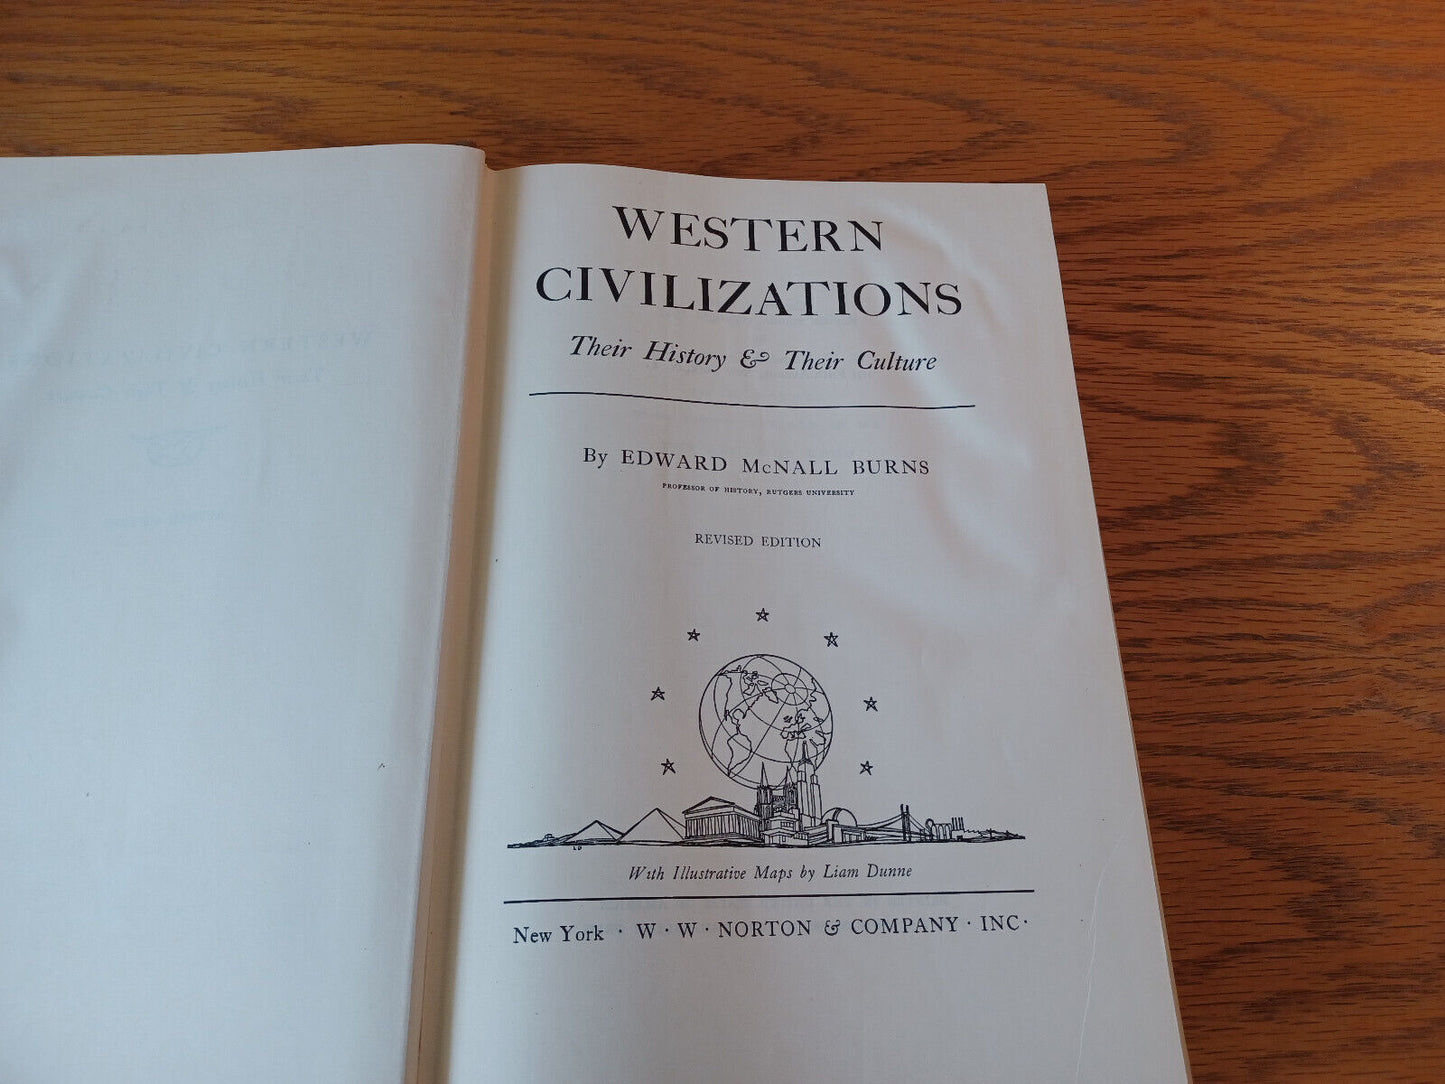 WESTERN
CIVILIZATIONS
Their History & Their Culture
By EDWARD McNALL BURNS
PROFESSOR OF HISTORY, RUTGERS UNIVERSITY
REVISED EDITION
LD
With Illustrative Maps by Liam Dunne
New York · W · W · NORTON & COMPANY · INC ·